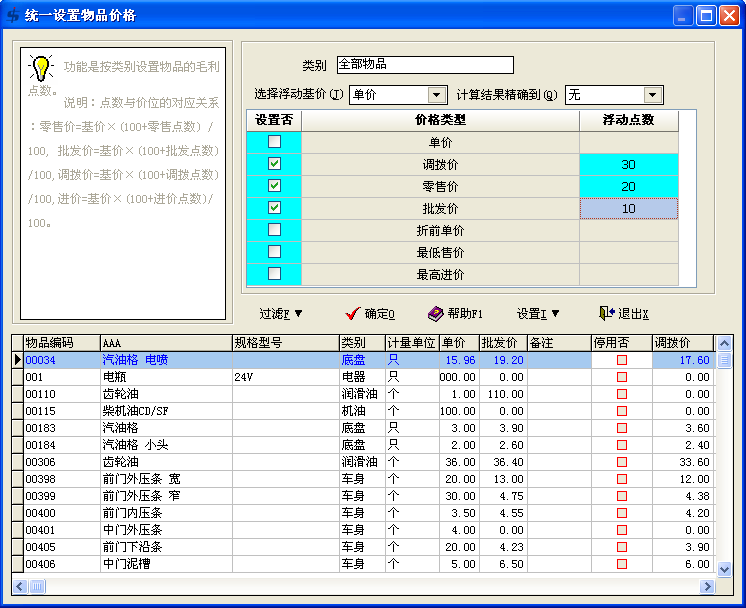 统一设置物品价格
功能是按类别设置物品的毛利
点数。
说明：点数与价位的对应关系
：零售价=基价×(100+零售点数) /
100, 批发价=基价×(100+批发点数)
/100,调拨价=基价×(100+调拨点数)
/100,进价=基价×(100+进价点数)/
100。
类别 全部物品
选择浮动基价(J) 单价 计算结果精确到(Q) 无
设置否 价格类型 浮动点数
单价
调拨价 30
零售价 20
批发价 10
折前单价
最低售价
最高进价
过滤F ▼ 确定O 帮助F1 设置I ▼ 退出X
物品编码 AAA 规格型号 类别 计量单位 单价 批发价 备注 停用否 调拨价
00034 汽油格 电喷 底盘 只 15.96 19.20 17.60
001 电瓶 24V 电器 只 000.00 0.00 0.00
00110 齿轮油 润滑油 个 1.00 110.00 0.00
00115 柴机油CD/SF 机油 个 100.00 0.00 0.00
00183 汽油格 底盘 只 3.00 3.90 3.60
00184 汽油格 小头 底盘 只 2.00 2.60 2.40
00306 齿轮油 润滑油 个 36.00 36.40 33.60
00398 前门外压条 宽 车身 个 20.00 13.00 12.00
00399 前门外压条 窄 车身 个 30.00 4.75 4.38
00400 前门内压条 车身 个 3.50 4.55 4.20
00401 中门外压条 车身 个 4.00 0.00 0.00
00405 前门下沿条 车身 个 20.00 4.23 3.90
00406 中门泥槽 车身 个 5.00 6.50 6.00